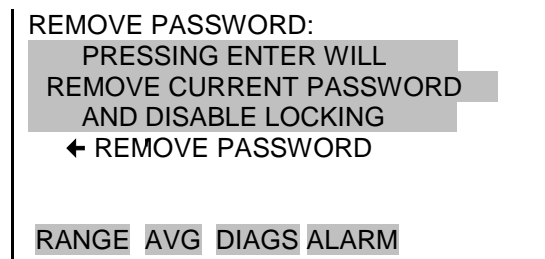 REMOVE PASSWORD:
PRESSING ENTER WILL
REMOVE CURRENT PASSWORD
AND DISABLE LOCKING
🡸 REMOVE PASSWORD
RANGE AVG DIAGS ALARM